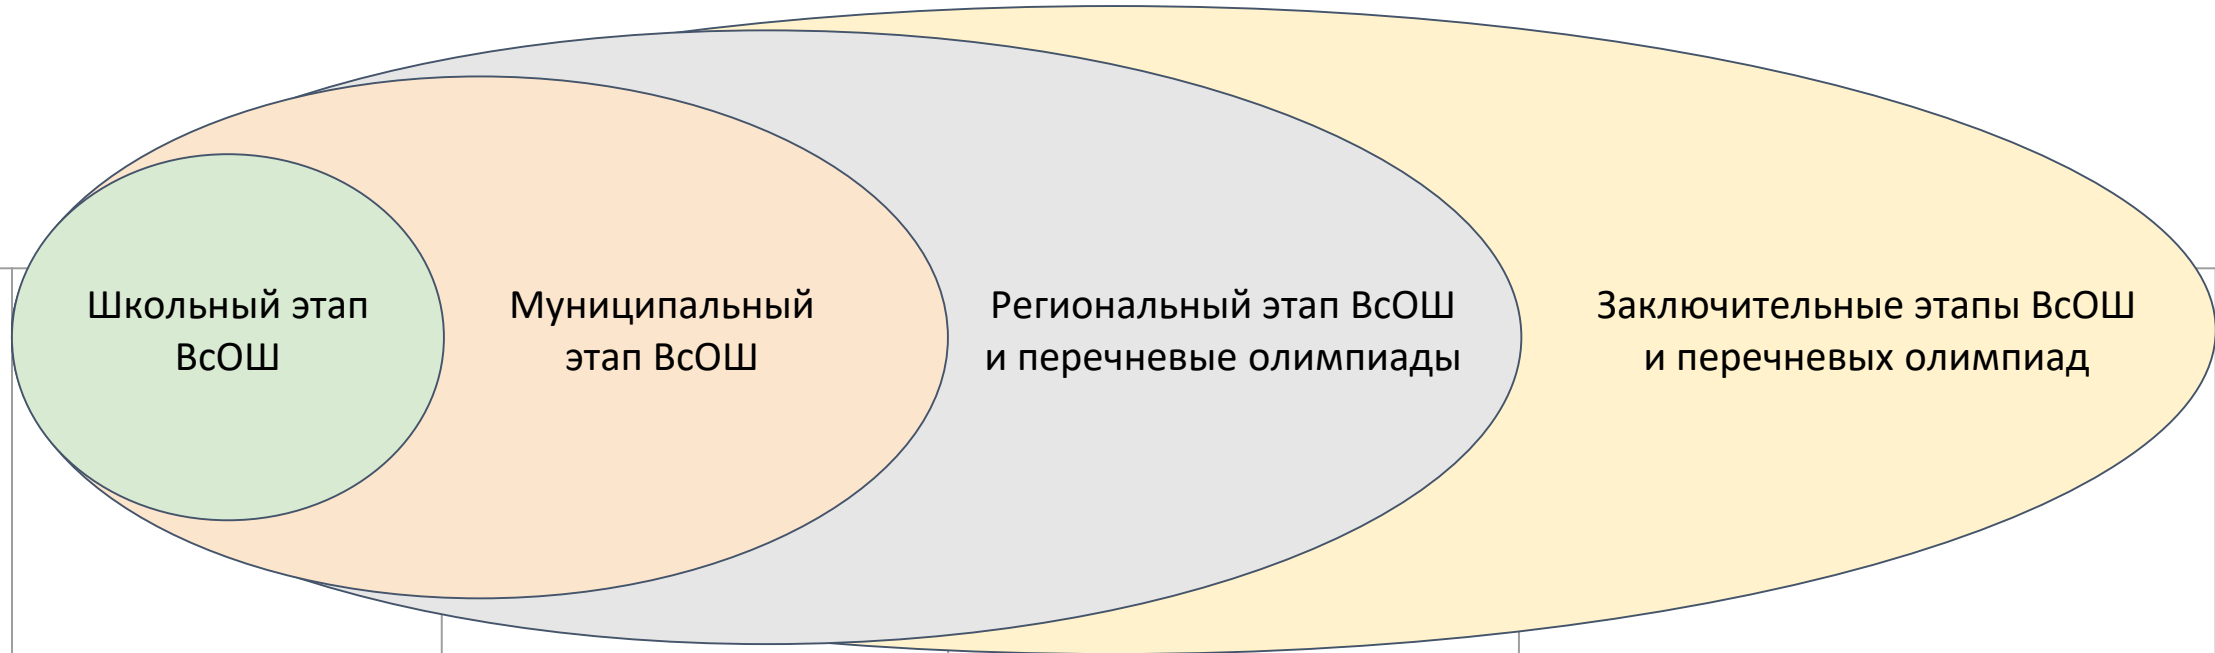 Школьный этап
ВсОШ
Муниципальный
этап ВсОШ
Региональный этап ВсОШ
и перечневые олимпиады
Заключительные этапы ВсОШ
и перечневых олимпиад